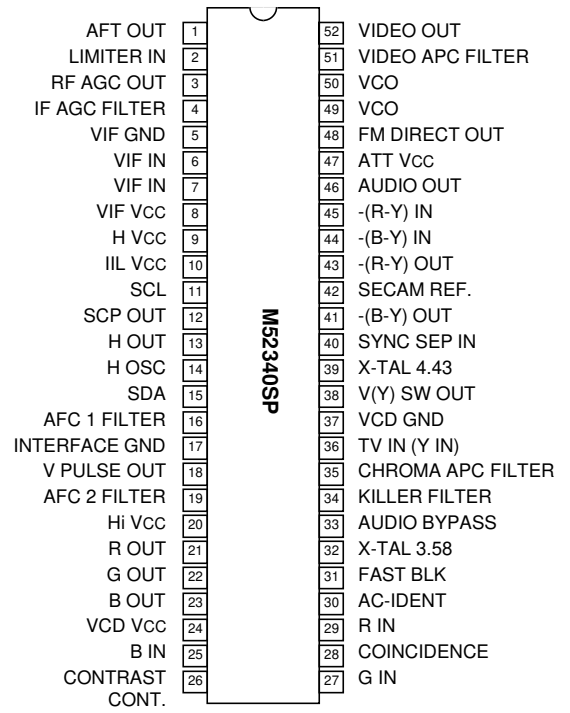 AFT OUT 1 52 VIDEO OUT
LIMITER IN 2 51 VIDEO APC FILTER
RF AGC OUT 3 50 VCO
IF AGC FILTER 4 49 VCO
VIF GND 5 48 FM DIRECT OUT
VIF IN 6 47 ATT VCC
VIF IN 7 46 AUDIO OUT
VIF VCC 8 45 -(R-Y) IN
H VCC 9 44 -(B-Y) IN
IIL VCC 10 43 -(R-Y) OUT
SCL 11 42 SECAM REF.
SCP OUT 12 41 -(B-Y) OUT
H OUT 13 40 SYNC SEP IN
H OSC 14 39 X-TAL 4.43
SDA 15 38 V(Y) SW OUT
AFC 1 FILTER 16 37 VCD GND
INTERFACE GND 17 36 TV IN (Y IN)
V PULSE OUT 18 35 CHROMA APC FILTER
AFC 2 FILTER 19 34 KILLER FILTER
Hi VCC 20 33 AUDIO BYPASS
R OUT 21 32 X-TAL 3.58
G OUT 22 31 FAST BLK
B OUT 23 30 AC-IDENT
VCD VCC 24 29 R IN
B IN 25 28 COINCIDENCE
CONTRAST 26 27 G IN
CONT.
M52340SP